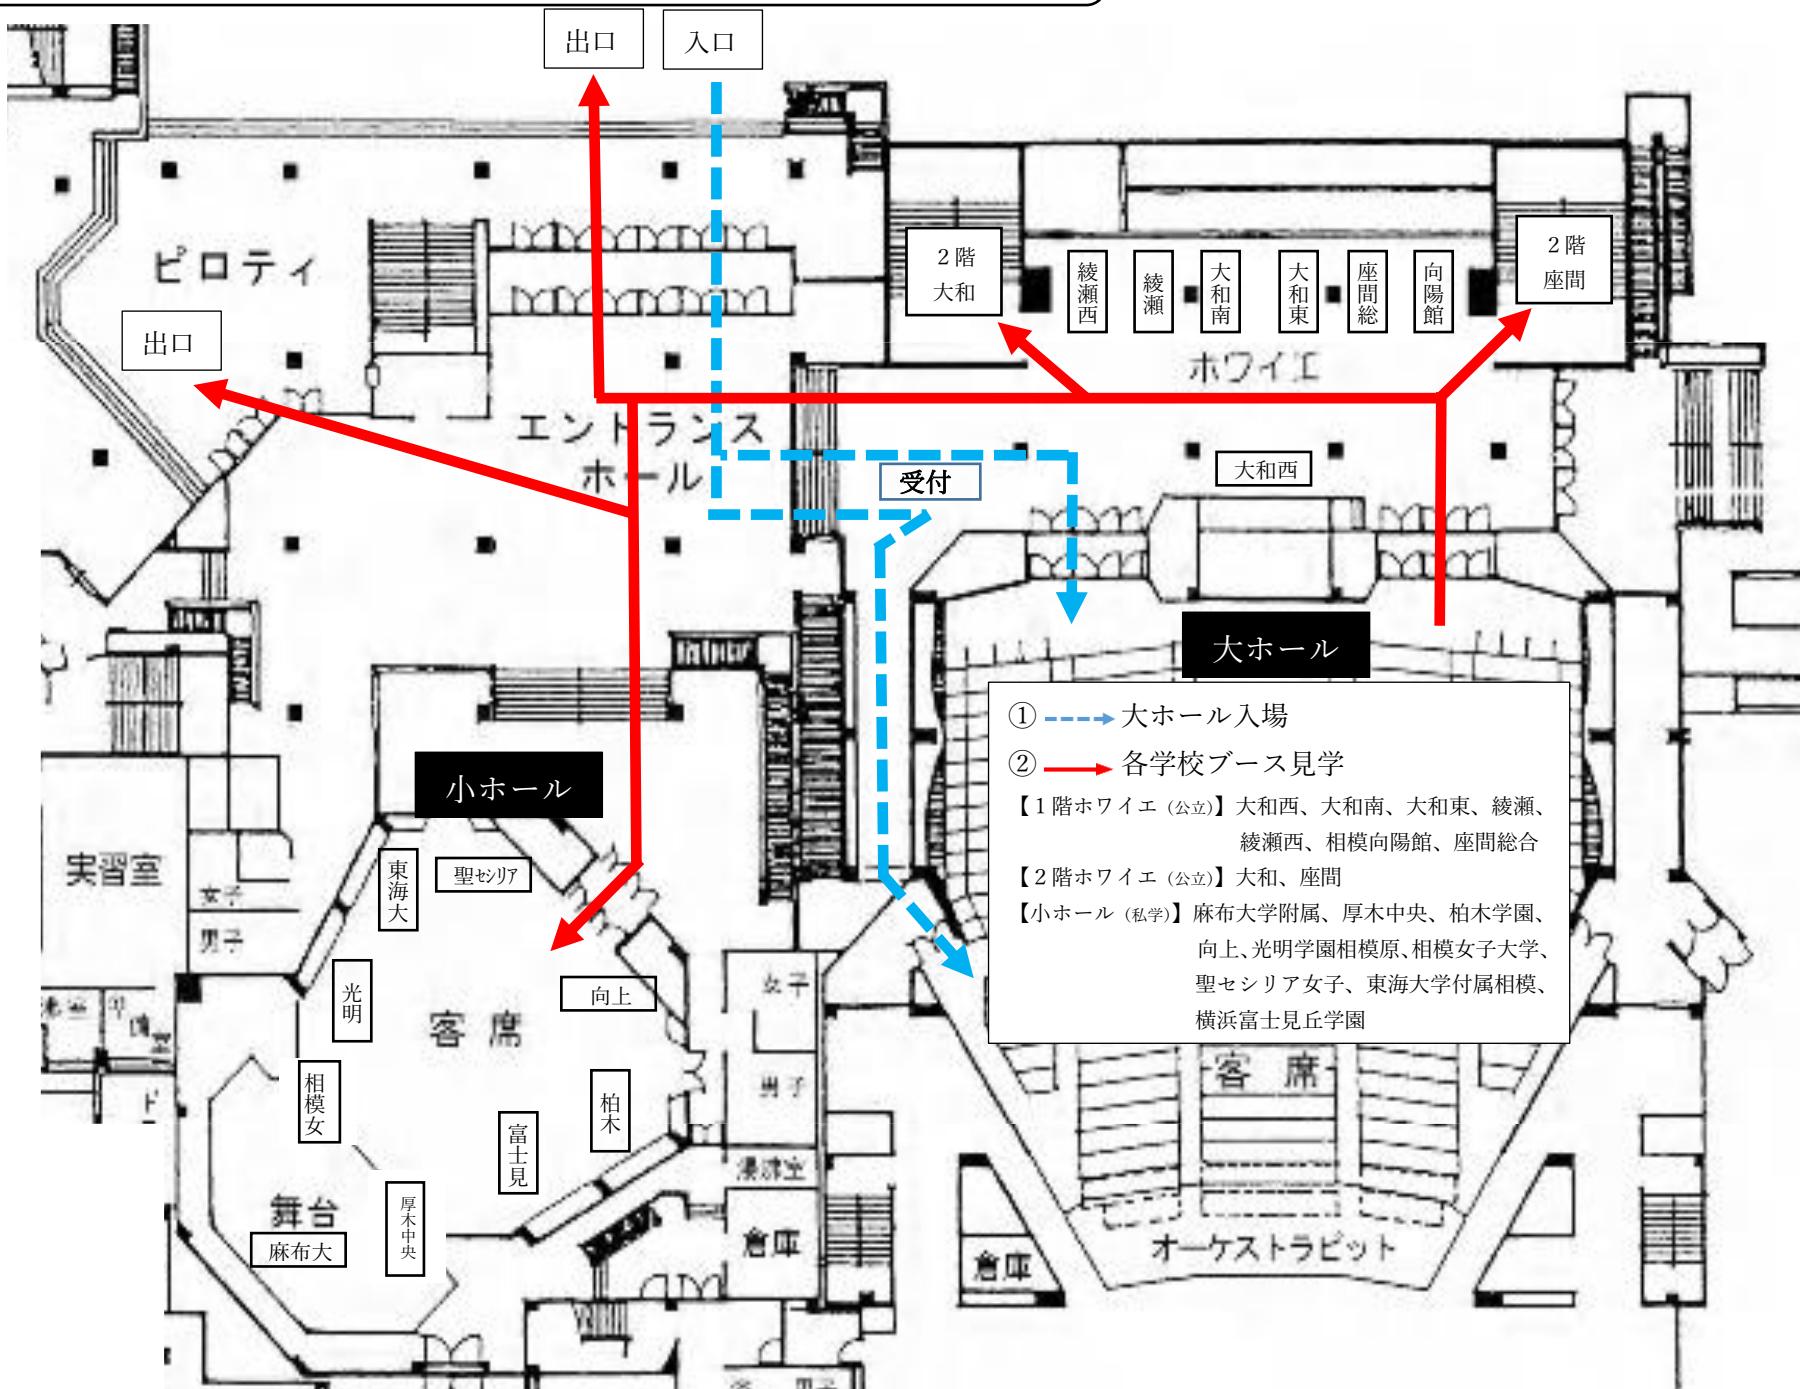 出口
入口
ピロティ
出口
2階
大和
綾瀬西
綾瀬
大和南
大和東
座間総
向陽館
2階
座間
ホワイエ
エントランス
ホール
受付
大和西
大ホール
①大ホール入場
②各学校ブース見学
【1階ホワイエ(公立)】大和西、大和南、大和東、綾瀬、
綾瀬西、相模向陽館、座間総合
【2階ホワイエ(公立)】大和、座間
【小ホール(私学)】麻布大学附属、厚木中央、柏木学園、
向上、光明学園相模原、相模女子大学、
聖セシリア女子、東海大学付属相模、
横浜富士見丘学園
小ホール
実習室
女子
男子
東海大
聖セシリア
光明
向上
客席
相模女
柏木
富士見
舞台
麻布大
厚木中央
女子
男子
湯沸室
倉庫
客席
オーケストラピット
倉庫
男子